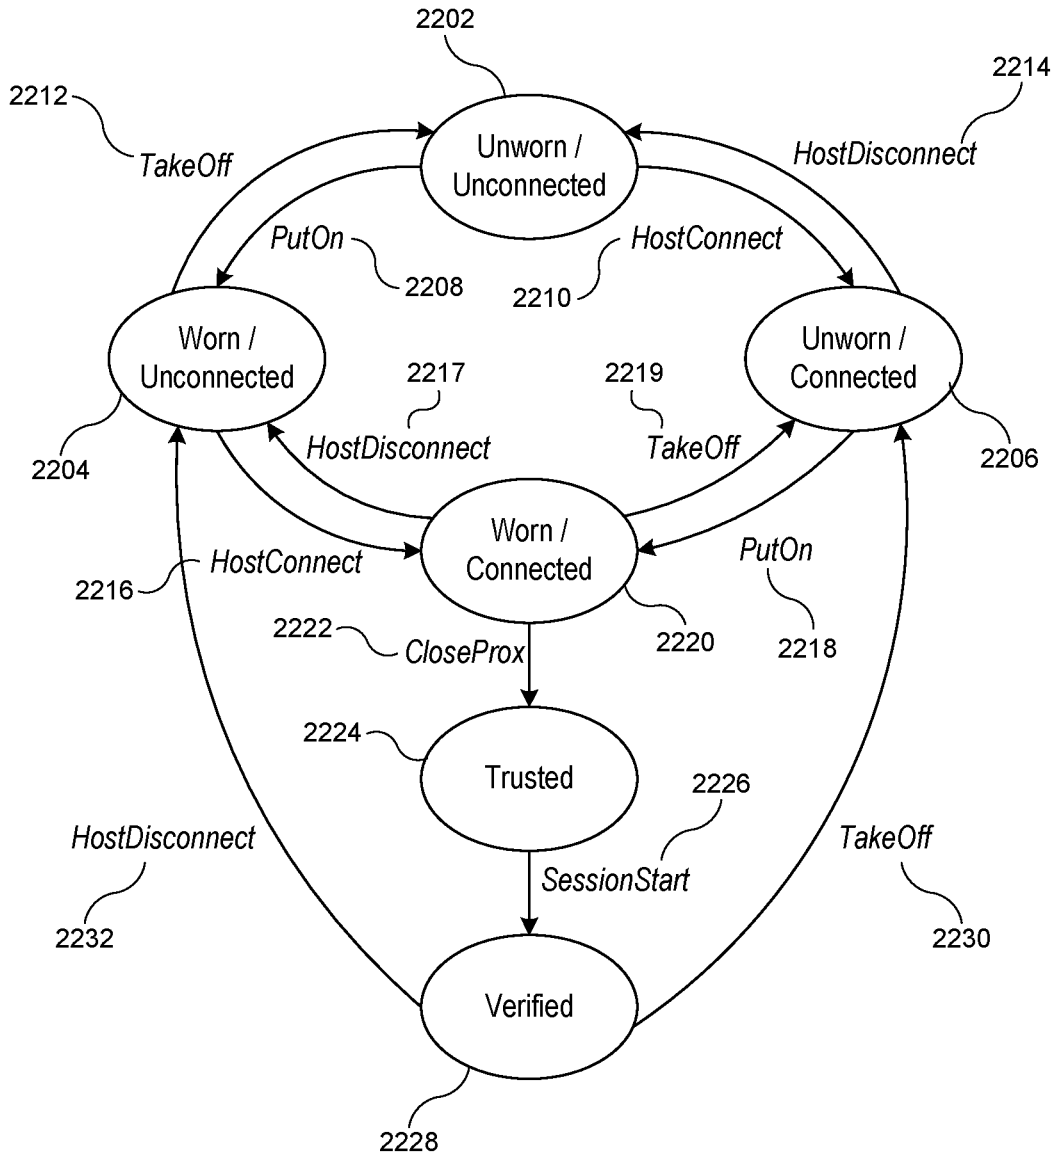 2202
2214
2212
Unworn /
Unconnected
TakeOff
HostDisconnect
PutOn
HostConnect
2208
2210
Worn /
Unconnected
Unworn /
Connected
2217
2219
HostDisconnect
TakeOff
2204
2206
Worn /
Connected
HostConnect
PutOn
2216
2222
2220
2218
CloseProx
2224
Trusted
2226
HostDisconnect
TakeOff
SessionStart
2232
2230
Verified
2228